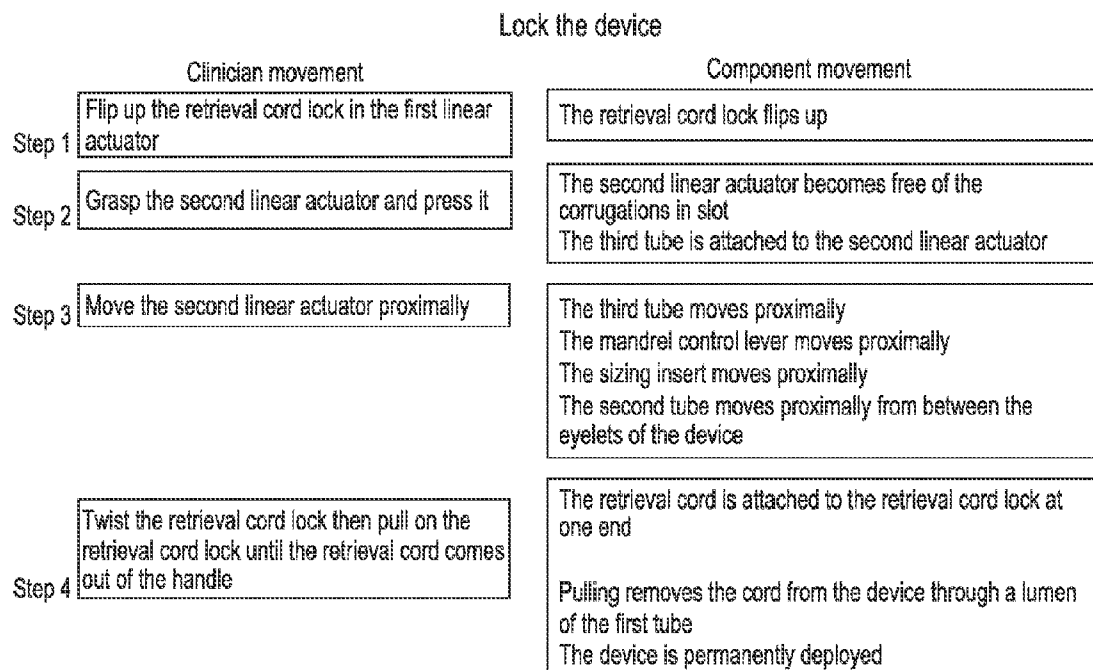 Lock the device
Clinician movement
Component movement
Step 1
Flip up the retrieval cord lock in the first linear
actuator
The retrieval cord lock flips up
Step 2
Grasp the second linear actuator and press it
The second linear actuator becomes free of the
corrugations in slot
The third tube is attached to the second linear actuator
Step 3
Move the second linear actuator proximally
The third tube moves proximally
The mandrel control lever moves proximally
The sizing insert moves proximally
The second tube moves proximally from between the
eyelets of the device
Step 4
Twist the retrieval cord lock then pull on the
retrieval cord lock until the retrieval cord comes
out of the handle
The retrieval cord is attached to the retrieval cord lock at
one end
Pulling removes the cord from the device through a lumen
of the first tube
The device is permanently deployed